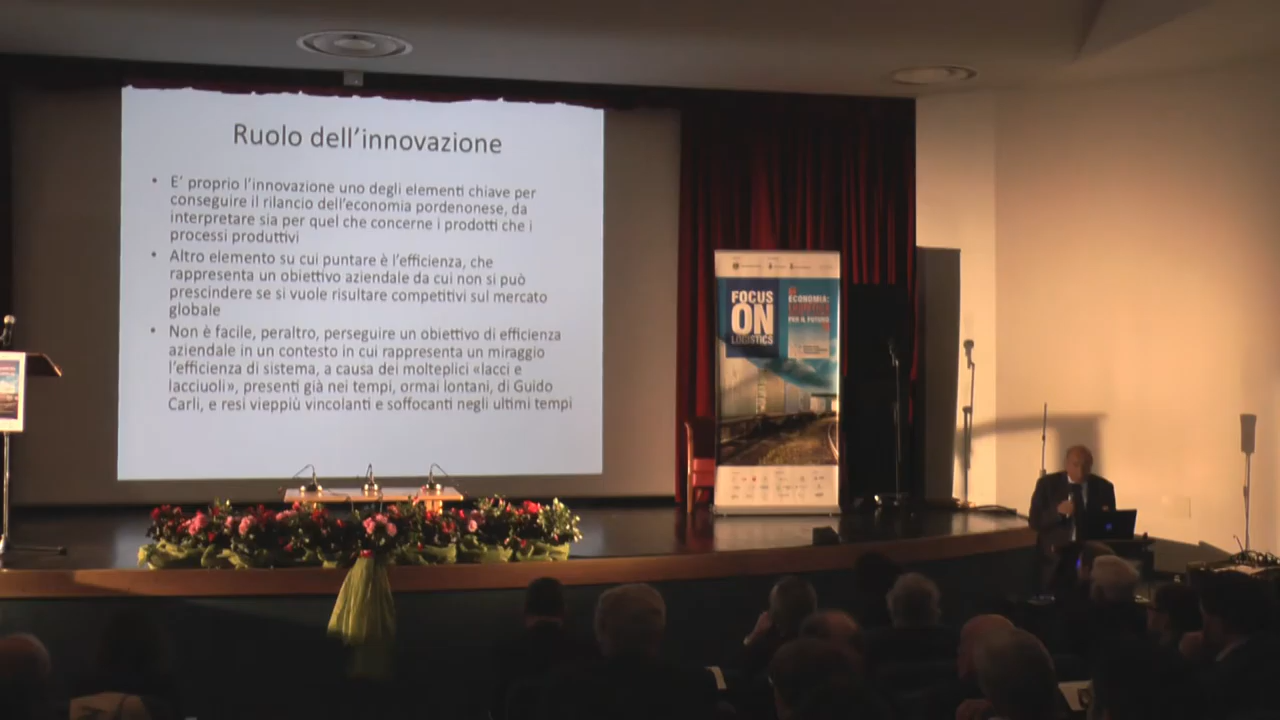 Ruolo dell'innovazione
• E' proprio l'innovazione uno degli elementi chiave per
conseguire il rilancio dell'economia pordenonese, da
interpretare sia per quel che concerne i prodotti che i
processi produttivi
• Altro elemento su cui puntare è l'efficienza, che
rappresenta un obiettivo aziendale da cui non si può
prescindere se si vuole risultare competitivi sul mercato
globale
• Non è facile, peraltro, perseguire un obiettivo di efficienza
aziendale in un contesto in cui rappresenta un miraggio
l'efficienza di sistema, a causa dei molteplici «lacci e
lacciuoli», presenti già nei tempi, ormai lontani, di Guido
Carli, e resi vieppiù vincolanti e soffocanti negli ultimi tempi
FOCUS
ON
LOGISTICS
ECONOMIA:
PER IL FUTURO